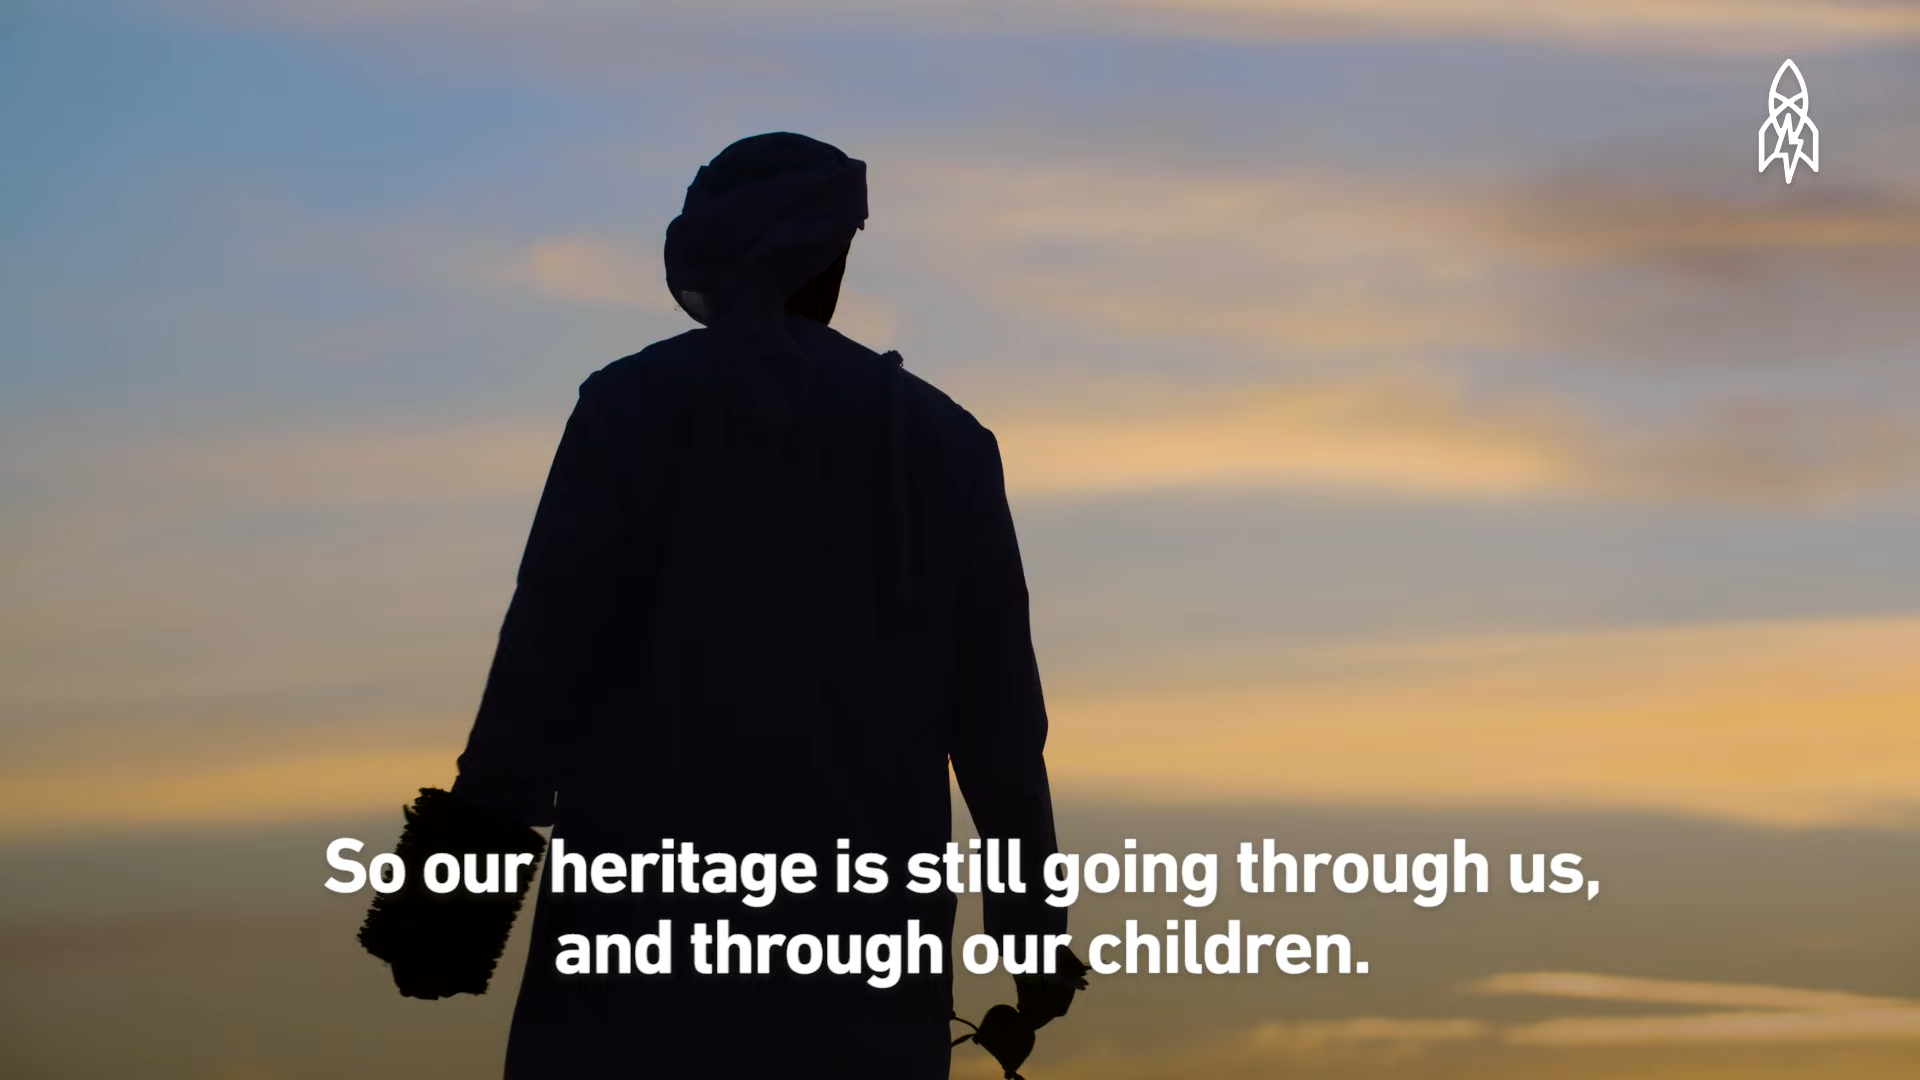 So our heritage is still going through us,
and through our children.